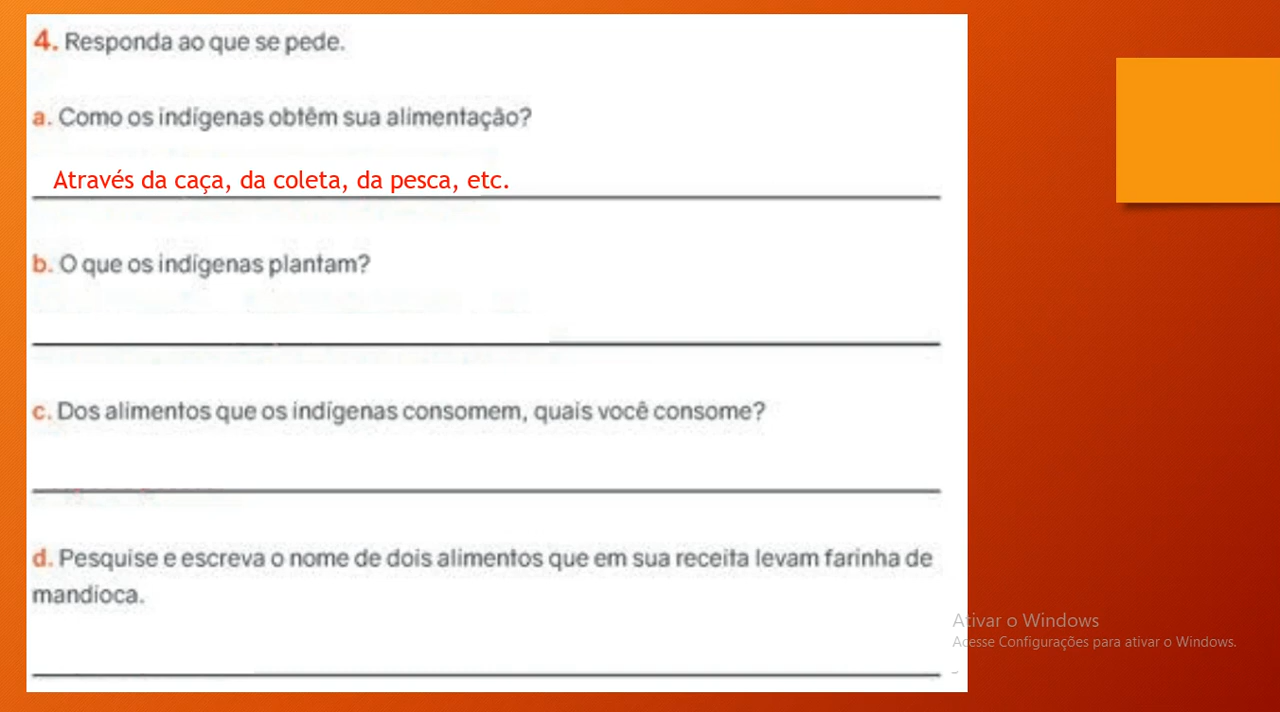 4. Responda ao que se pede.
a. Como os indígenas obtêm sua alimentação?
Através da caça, da coleta, da pesca, etc.
b. O que os indígenas plantam?
c. Dos alimentos que os indígenas consomem, quais você consome?
d. Pesquise e escreva o nome de dois alimentos que em sua receita levam farinha de
mandioca.
Ativar o Windows
Acesse Configurações para ativar o Windows.